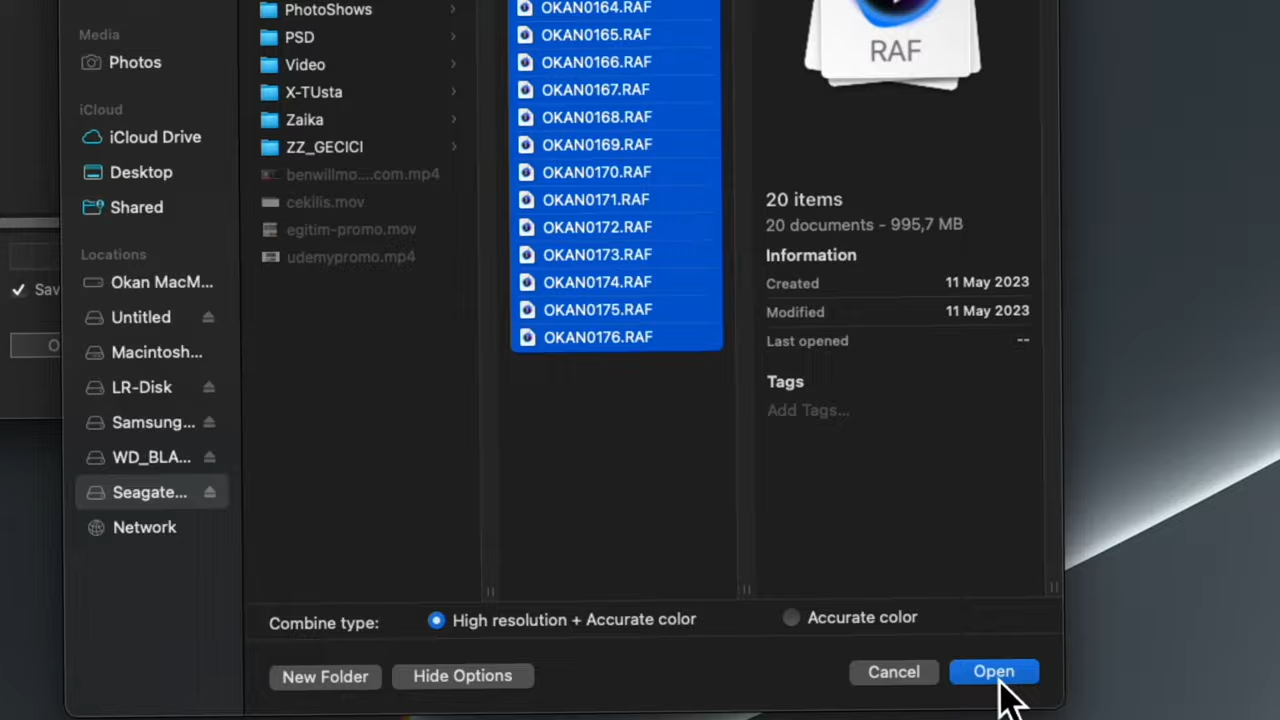 Media
Photos
iCloud
iCloud Drive
Desktop
Shared
Locations
Okan MacM...
Untitled
Macintosh...
LR-Disk
Samsung...
WD_BLA...
Seagate...
Network
Sav
O
PhotoShows
PSD
Video
X-TUsta
Zaika
ZZ_GECICI
benwillmo....com.mp4
cekilis.mov
egitim-promo.mov
udemypromo.mp4
OKAN0164.RAF
OKAN0165.RAF
OKAN0166.RAF
OKAN0167.RAF
OKAN0168.RAF
OKAN0169.RAF
OKAN0170.RAF
OKAN0171.RAF
OKAN0172.RAF
OKAN0173.RAF
OKAN0174.RAF
OKAN0175.RAF
OKAN0176.RAF
RAF
20 items
20 documents - 995,7 MB
Information
Created 11 May 2023
Modified 11 May 2023
Last opened --
Tags
Add Tags...
Combine type: High resolution + Accurate color Accurate color
New Folder Hide Options Cancel Open